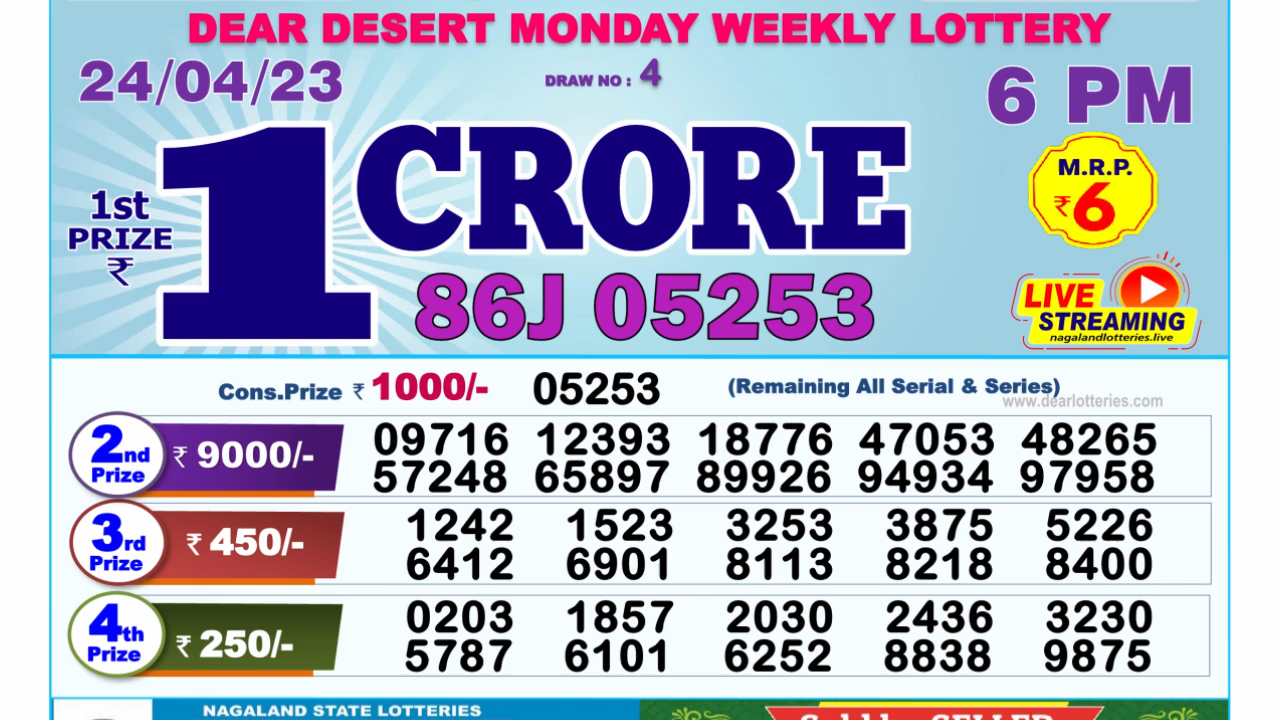 DEAR DESERT MONDAY WEEKLY LOTTERY
24/04/23 DRAW NO : 4 6 PM
1st PRIZE ₹ 1 CRORE
M.R.P. ₹6
86J 05253
LIVE STREAMING
nagalandlotteries.live
Cons.Prize ₹ 1000/- 05253 (Remaining All Serial & Series)
www.dearlotteries.com
2nd Prize ₹ 9000/-
09716 12393 18776 47053 48265
57248 65897 89926 94934 97958
3rd Prize ₹ 450/-
1242 1523 3253 3875 5226
6412 6901 8113 8218 8400
4th Prize ₹ 250/-
0203 1857 2030 2436 3230
5787 6101 6252 8838 9875
NAGALAND STATE LOTTERIES